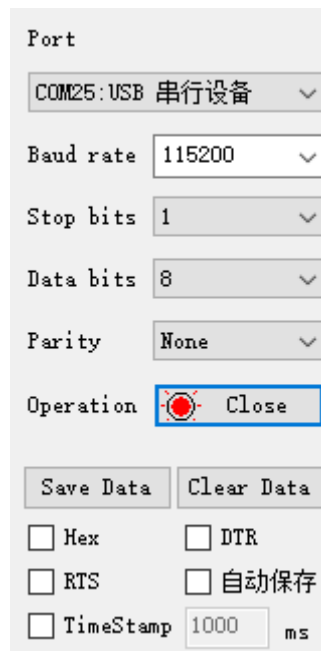 Port
COM25:USB 串行设备
Baud rate 115200
Stop bits 1
Data bits 8
Parity None
Operation Close
Save Data Clear Data
Hex DTR
RTS 自动保存
TimeStamp 1000 ms